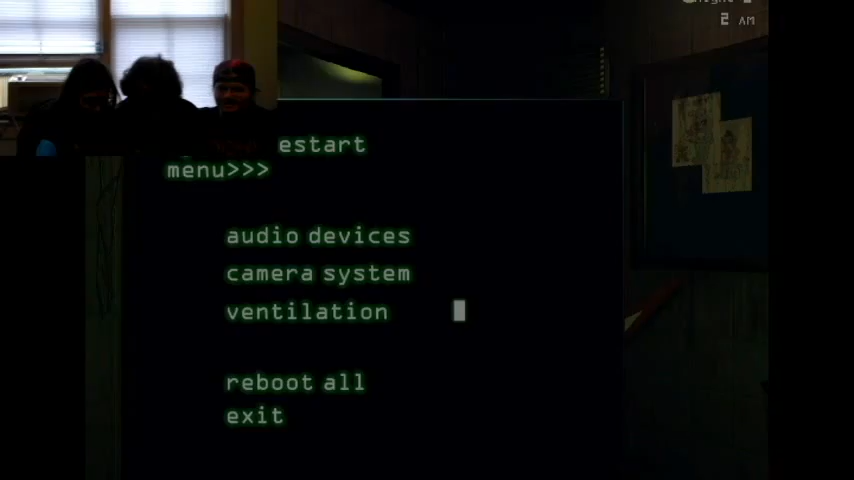 2 AM
estart
menu>>>
audio devices
camera system
ventilation
reboot all
exit